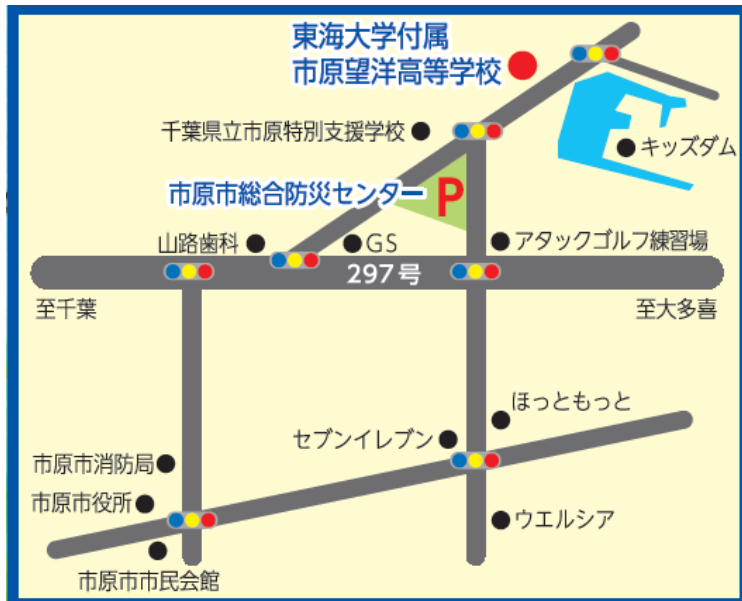 東海大学付属
市原望洋高等学校
千葉県立市原特別支援学校
キッズダム
市原市総合防災センター
P
山路歯科
GS
アタックゴルフ練習場
297号
至千葉
至大多喜
ほっともっと
セブンイレブン
市原市消防局
市原市役所
ウエルシア
市原市市民会館